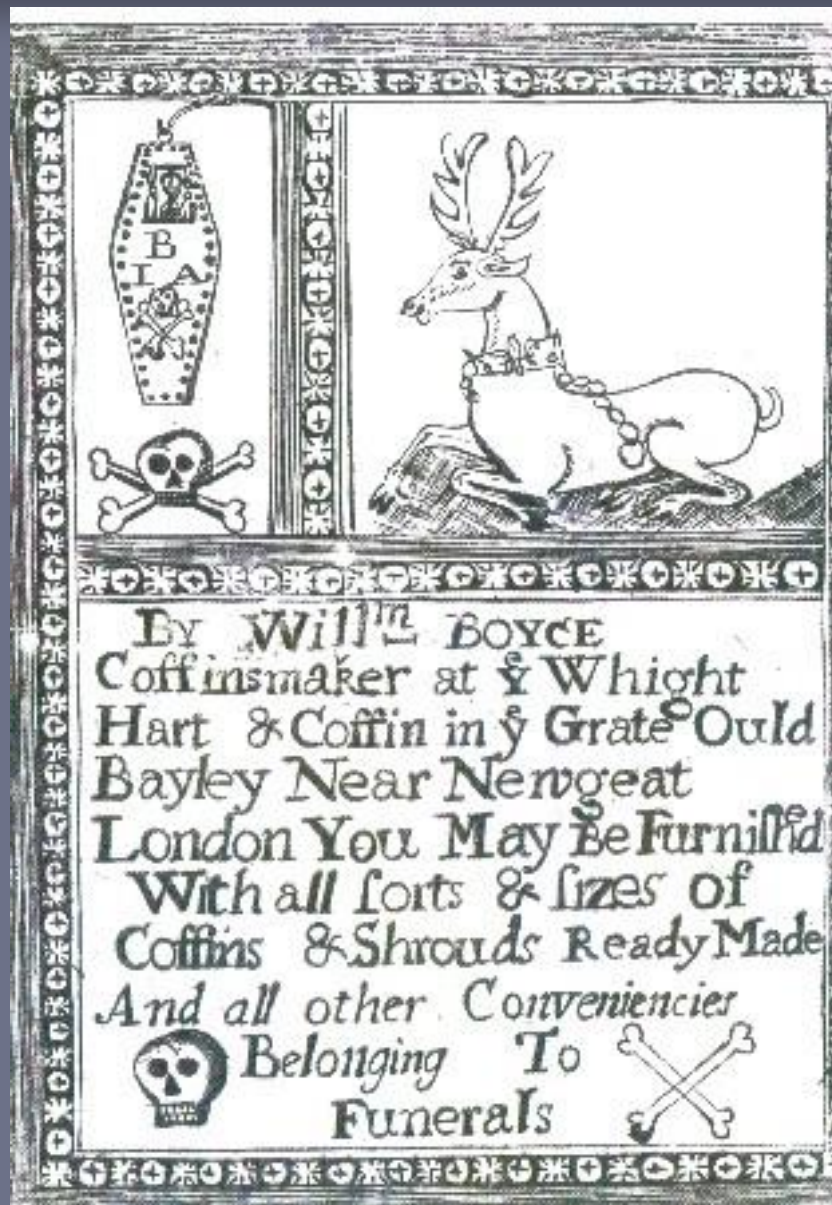 B
I A
By Will^m Boyce
Coffinsmaker at yͤ Whight
Hart & Coffin in yͤ Grate Ould
Bayley Near Newgeat
London You May Be Furniſhed
With all ſorts & ſizes of
Coffins & Shrouds Ready Made
And all other Conveniencies
Belonging To
Funerals